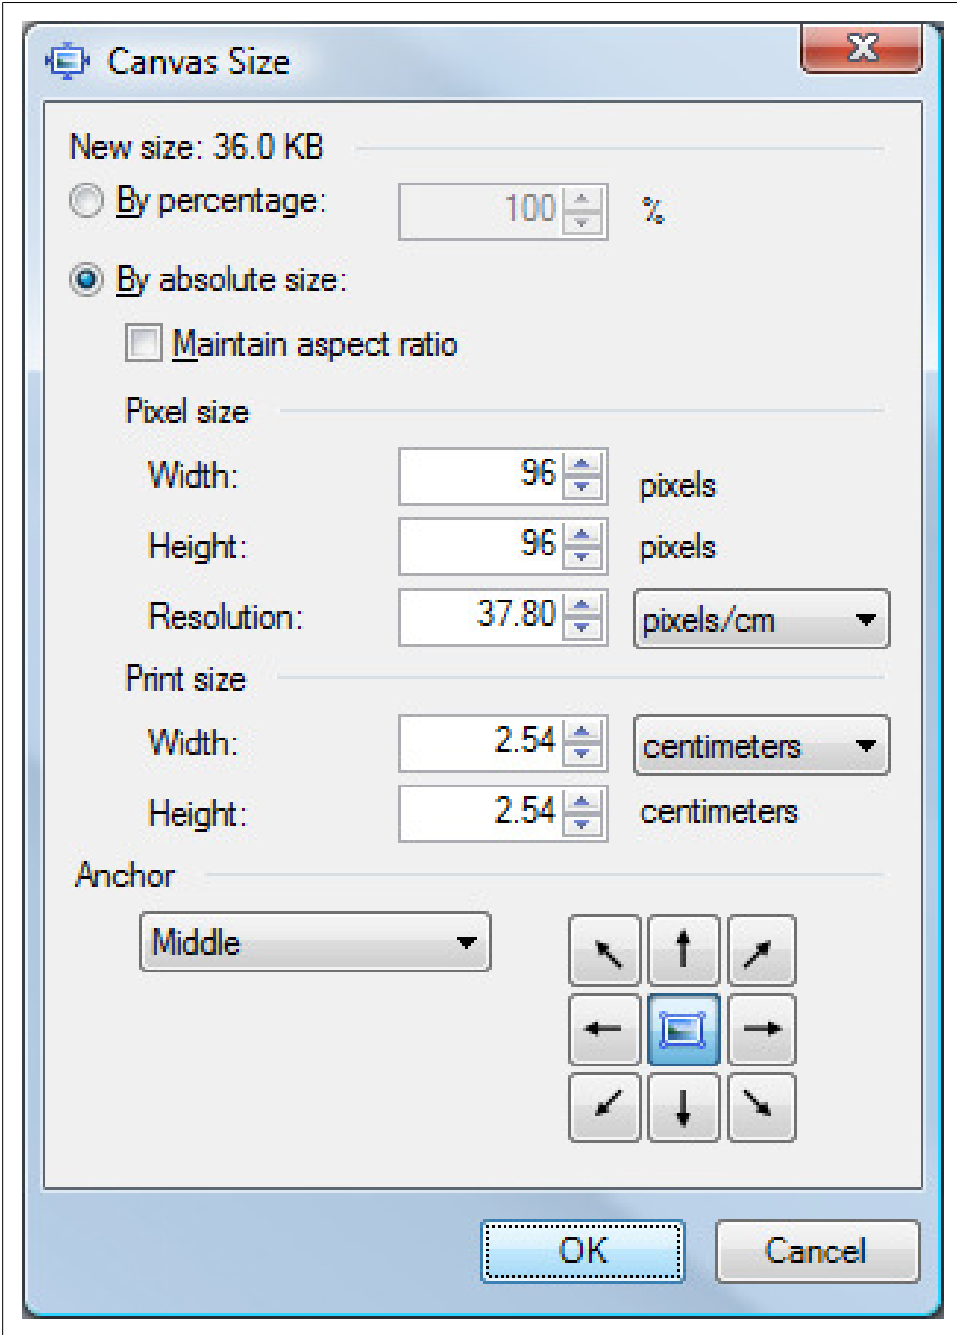 Canvas Size
New size: 36.0 KB
By percentage: 100 %
By absolute size:
Maintain aspect ratio
Pixel size
Width: 96 pixels
Height: 96 pixels
Resolution: 37.80 pixels/cm
Print size
Width: 2.54 centimeters
Height: 2.54 centimeters
Anchor
Middle
OK Cancel